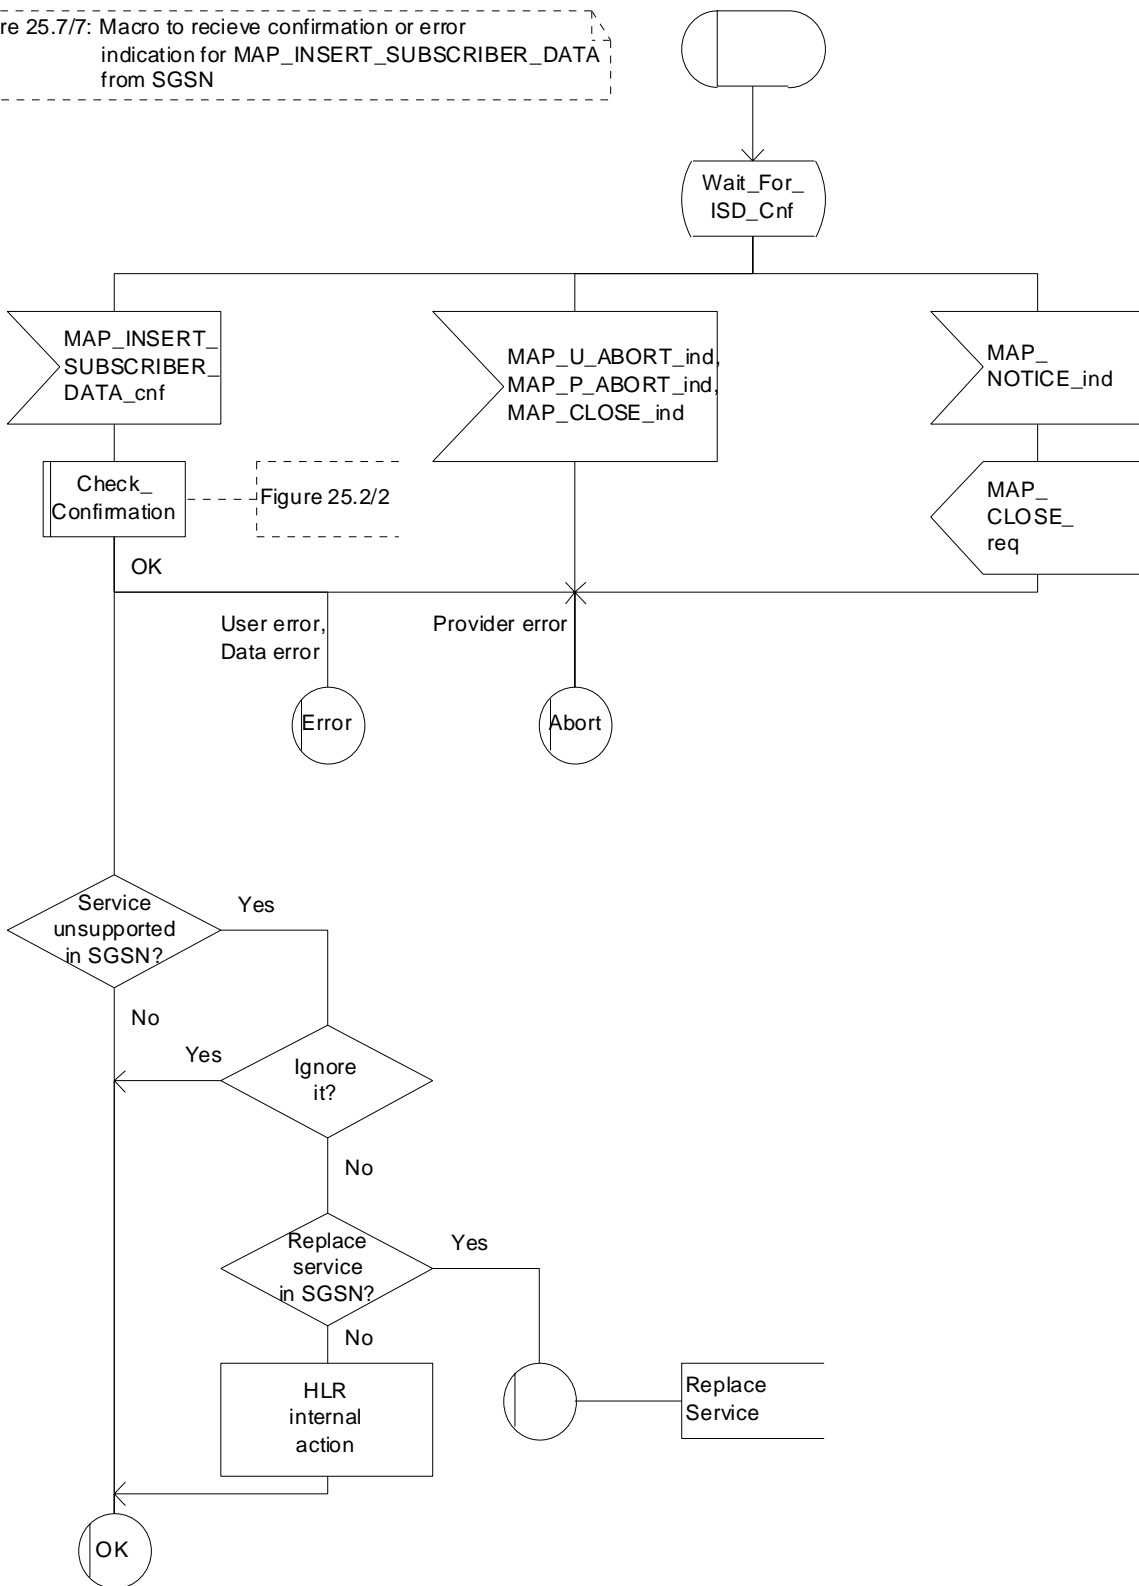 re 25.7/7: Macro to recieve confirmation or error
indication for MAP_INSERT_SUBSCRIBER_DATA
from SGSN
Wait_For_
ISD_Cnf
MAP_INSERT_
SUBSCRIBER_
DATA_cnf
MAP_U_ABORT_ind,
MAP_P_ABORT_ind,
MAP_CLOSE_ind
MAP_
NOTICE_ind
Check_
Confirmation
Figure 25.2/2
MAP_
CLOSE_
req
OK
User error,
Data error
Provider error
Error
Abort
Service
unsupported
in SGSN?
Yes
No
Yes
Ignore
it?
No
Replace
service
in SGSN?
Yes
No
HLR
internal
action
Replace
Service
OK